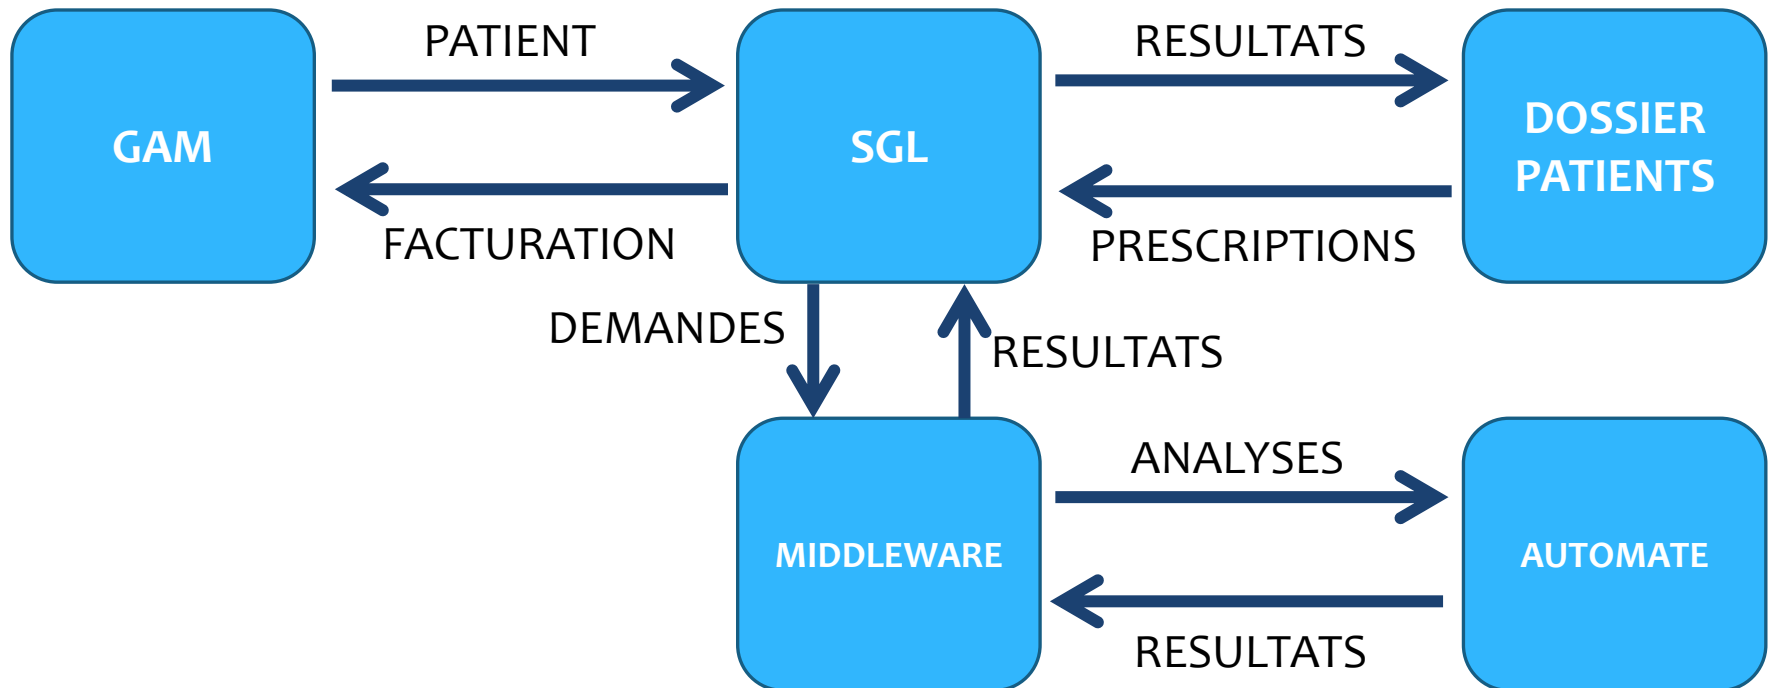 PATIENT
RESULTATS
GAM
SGL
DOSSIER
PATIENTS
FACTURATION
PRESCRIPTIONS
DEMANDES
RESULTATS
ANALYSES
MIDDLEWARE
AUTOMATE
RESULTATS